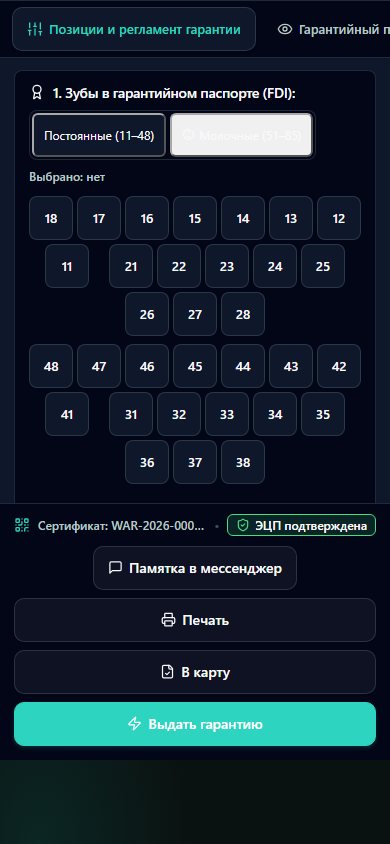 Позиции и регламент гарантии
Гарантийный п
1. Зубы в гарантийном паспорте (FDI):
Постоянные (11–48)
Молочные (51–85)
Выбрано: нет
18 17 16 15 14 13 12
11 21 22 23 24 25
26 27 28
48 47 46 45 44 43 42
41 31 32 33 34 35
36 37 38
Сертификат: WAR-2026-000... • ЭЦП подтверждена
Памятка в мессенджер
Печать
В карту
Выдать гарантию